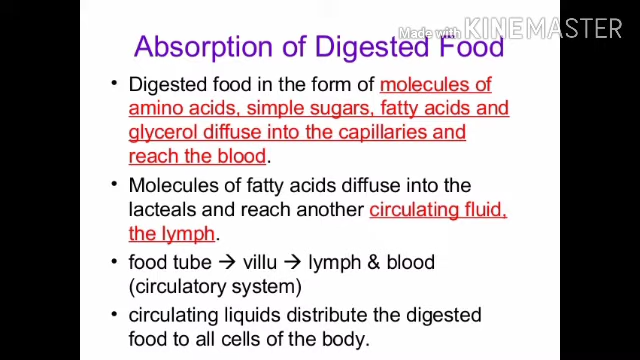 Made with KINEMASTER
Absorption of Digested Food
• Digested food in the form of molecules of
amino acids, simple sugars, fatty acids and
glycerol diffuse into the capillaries and
reach the blood.
• Molecules of fatty acids diffuse into the
lacteals and reach another circulating fluid,
the lymph.
• food tube → villu → lymph & blood
(circulatory system)
• circulating liquids distribute the digested
food to all cells of the body.